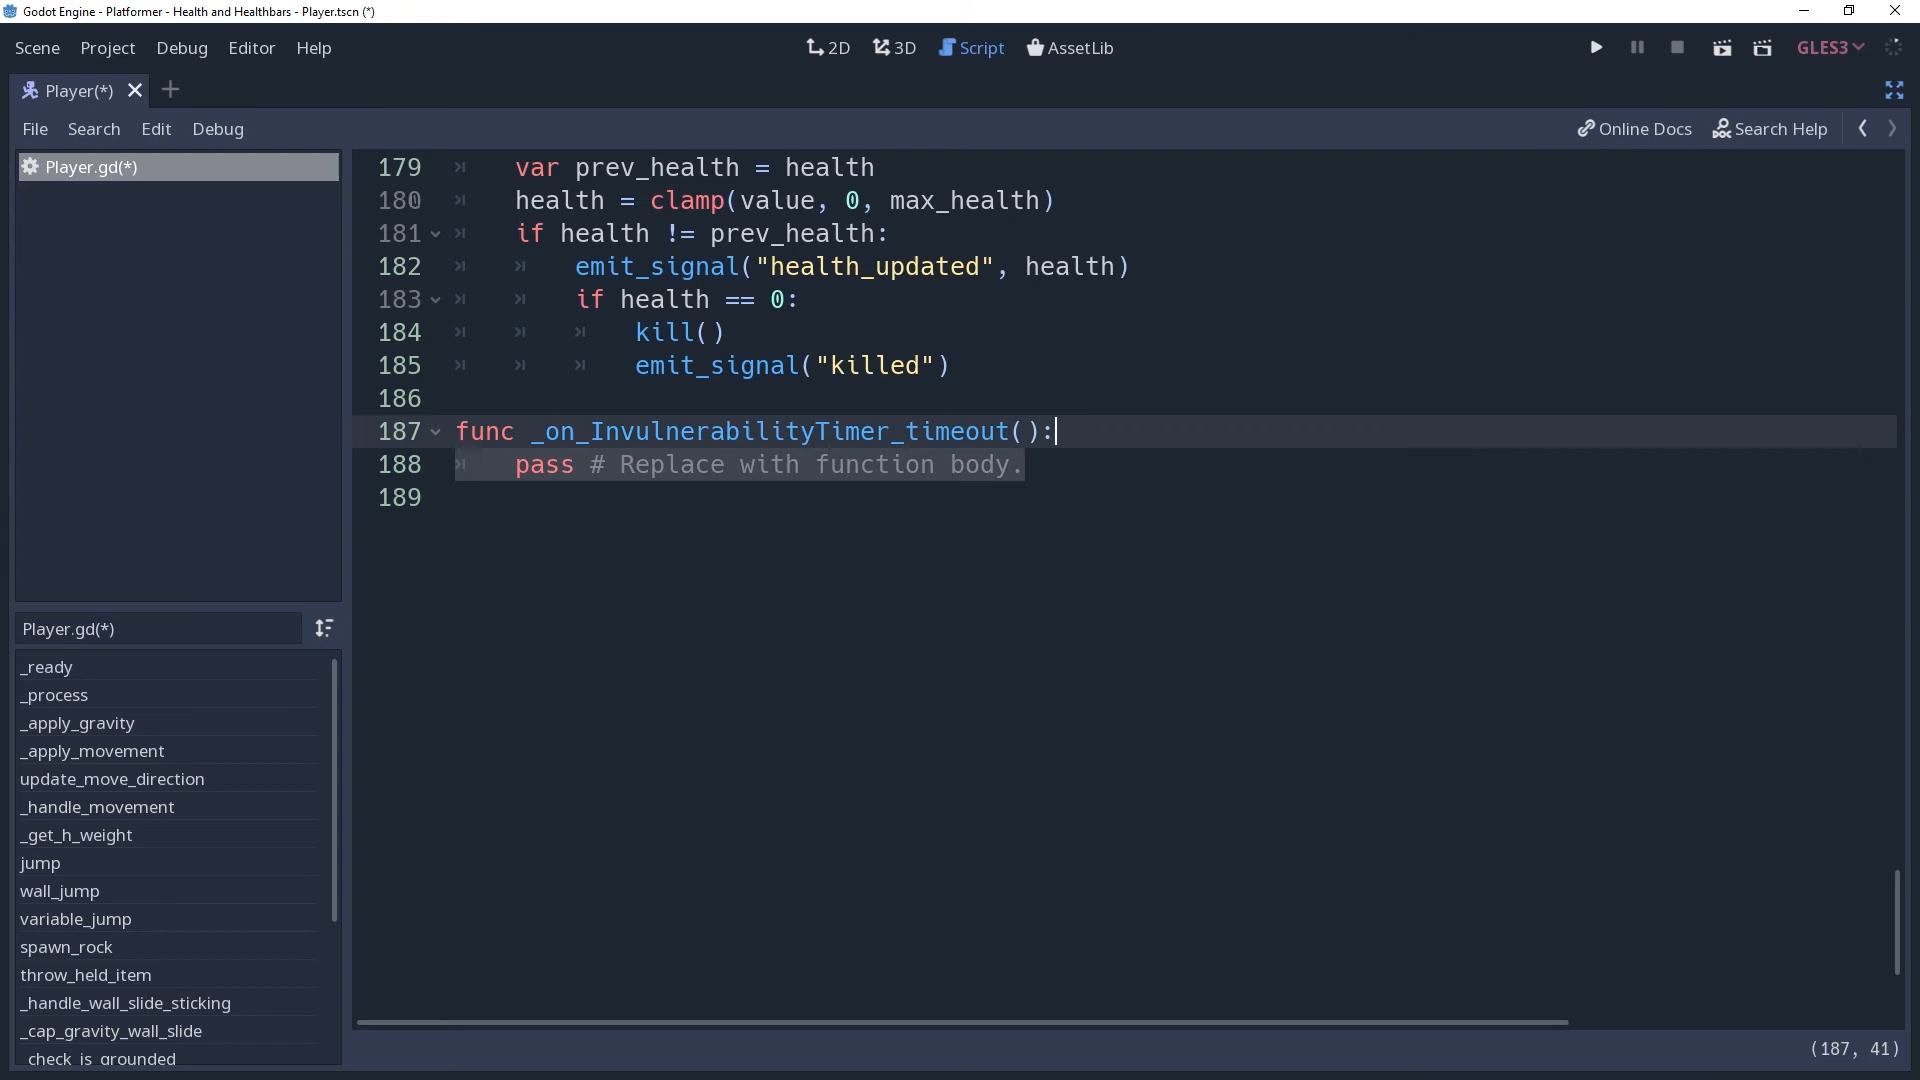 Godot Engine - Platformer - Health and Healthbars - Player.tscn (*)
Scene Project Debug Editor Help
2D 3D Script AssetLib
GLES3
Player(*)
File Search Edit Debug
Online Docs Search Help
Player.gd(*)
179 var prev_health = health
180 health = clamp(value, 0, max_health)
181 if health != prev_health:
182 emit_signal("health_updated", health)
183 if health == 0:
184 kill()
185 emit_signal("killed")
186
187 func _on_InvulnerabilityTimer_timeout():
188 pass # Replace with function body.
189
Player.gd(*)
_ready
_process
_apply_gravity
_apply_movement
update_move_direction
_handle_movement
_get_h_weight
jump
wall_jump
variable_jump
spawn_rock
throw_held_item
_handle_wall_slide_sticking
_cap_gravity_wall_slide
_check_is_grounded
(187, 41)